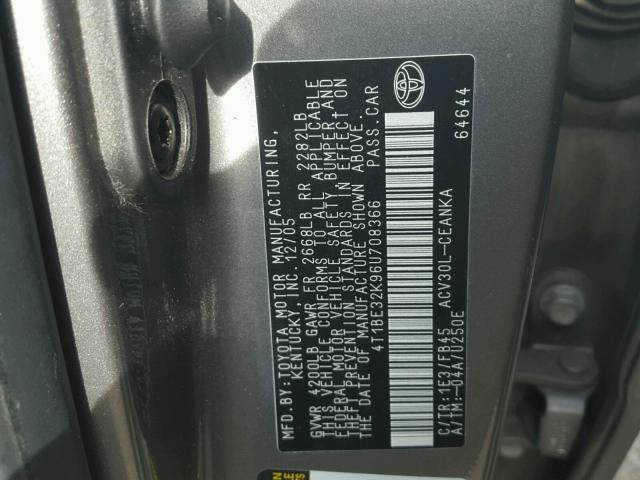 MFD.BY:TOYOTA MOTOR MANUFACTURING,
KENTUCKY,INC.12/05
GVWR 4200LB GAWR FR 2668LB RR 2282LB
THIS VEHICLE CONFORMS TO ALL APPLICABLE
FEDERAL MOTOR VEHICLE SAFETY, BUMPER,AND
THEFT PREVENTION STANDARDS IN EFFECT ON
THE DATE OF MANUFACTURE SHOWN ABOVE.
4T1BE32K96U708366 PASS.CAR
C/TR:1E3/FB45 ACV30L-CEANKA
A/TM:-04A/U250E 64644